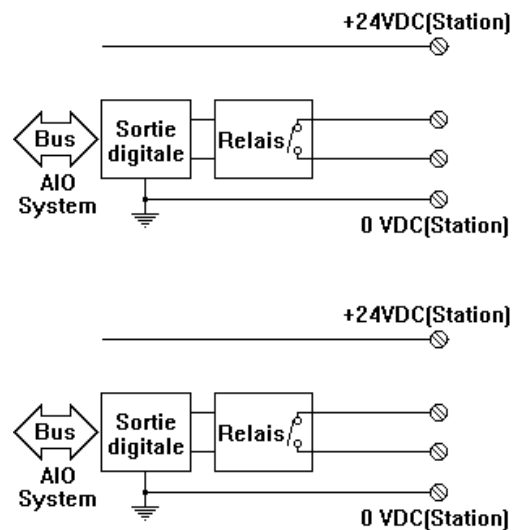 +24VDC(Station)
Bus
Sortie
digitale
Relais
AIO
System
0 VDC(Station)
+24VDC(Station)
Bus
Sortie
digitale
Relais
AIO
System
0 VDC(Station)